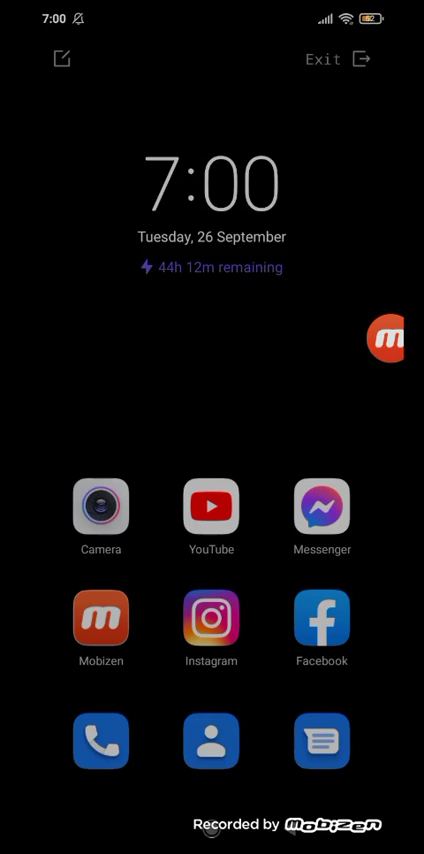 7:00
52
Exit
7:00
Tuesday, 26 September
44h 12m remaining
m
Camera
YouTube
Messenger
m
Mobizen
Instagram
Facebook
Recorded by Mobizen